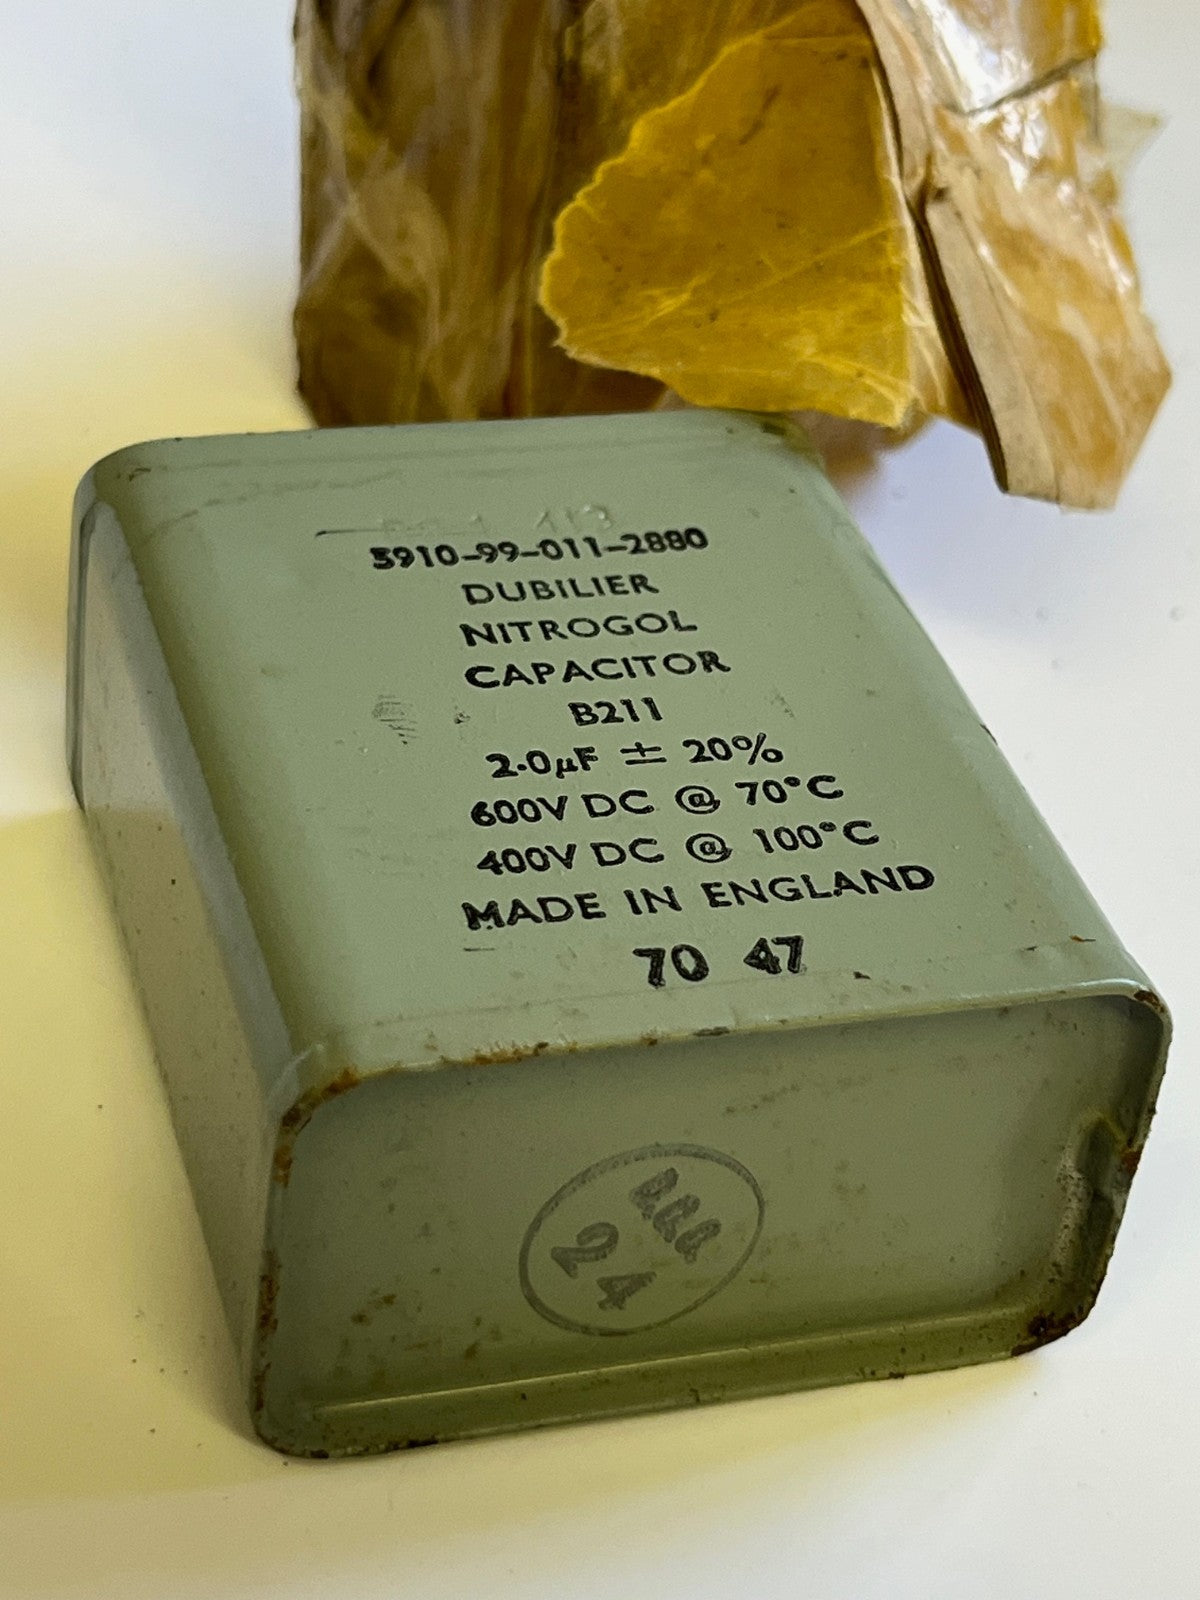 5910-99-011-2880
DUBILIER
NITROGOL
CAPACITOR
B211
2.0µF ± 20%
600V DC @ 70°C
400V DC @ 100°C
MADE IN ENGLAND
70 47
24